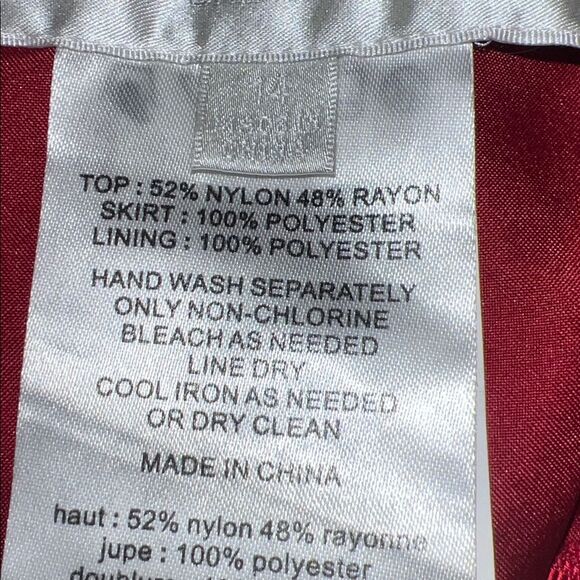 14
TOP : 52% NYLON 48% RAYON
SKIRT : 100% POLYESTER
LINING : 100% POLYESTER
HAND WASH SEPARATELY
ONLY NON-CHLORINE
BLEACH AS NEEDED
LINE DRY
COOL IRON AS NEEDED
OR DRY CLEAN
MADE IN CHINA
haut : 52% nylon 48% rayonne
jupe : 100% polyester